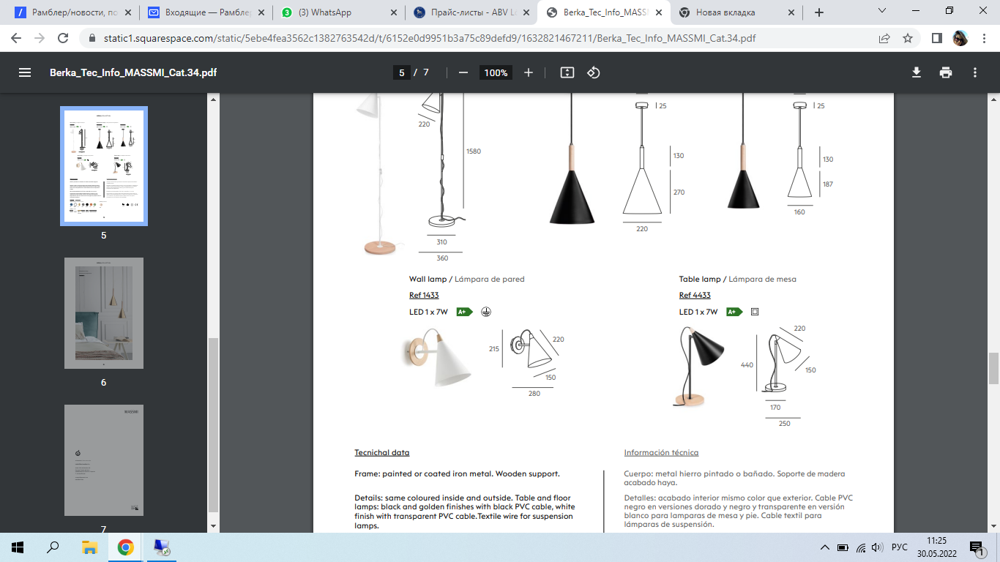 Рамблер/новости, по
Входящие — Рамблер
(3) WhatsApp
Прайс-листы - ABV Lo
Berka_Tec_Info_MASSM
Новая вкладка
static1.squarespace.com/static/5ebe4fea3562c1382763542d/t/6152e0d9951b3a75c89defd9/1632821467211/Berka_Tec_Info_MASSMI_Cat.34.pdf
Berka_Tec_Info_MASSMI_Cat.34.pdf
5 / 7
100%
5
6
MASSMI
7
220
1580
310
360
25
130
270
220
25
130
187
160
Wall lamp / Lámpara de pared
Ref 1433
LED 1 x 7W A+
215
220
150
280
Table lamp / Lámpara de mesa
Ref 4433
LED 1 x 7W A+
220
440
150
170
250
Tecnichal data
Frame: painted or coated iron metal. Wooden support.
Details: same coloured inside and outside. Table and floor
lamps: black and golden finishes with black PVC cable, white
finish with transparent PVC cable.Textile wire for suspension
lamps.
Información técnica
Cuerpo: metal hierro pintado o bañado. Soporte de madera
acabado haya.
Detalles: acabado interior mismo color que exterior. Cable PVC
negro en versiones dorado y negro y transparente en versión
blanco para lamparas de mesa y pie. Cable textil para
lámparas de suspensión.
РУС
11:25
30.05.2022
1